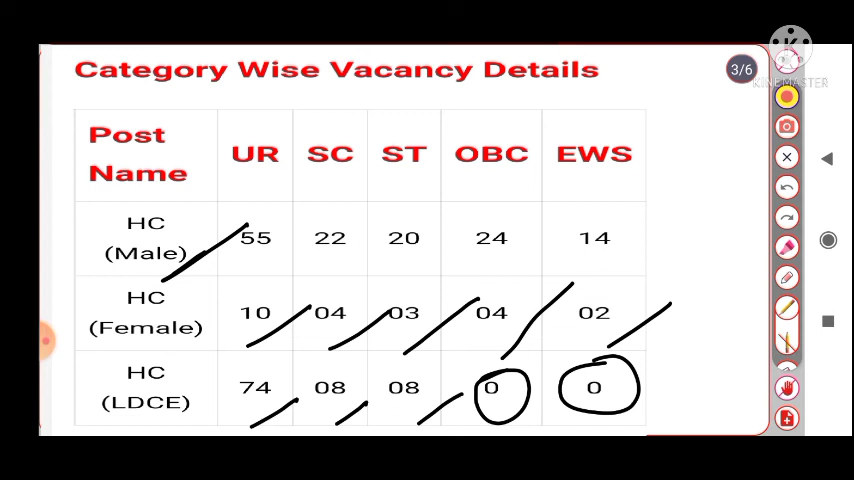 Category Wise Vacancy Details
3/6
KINEMASTER
Post Name UR SC ST OBC EWS
HC (Male) 55 22 20 24 14
HC (Female) 10 04 03 04 02
HC (LDCE) 74 08 08 0 0